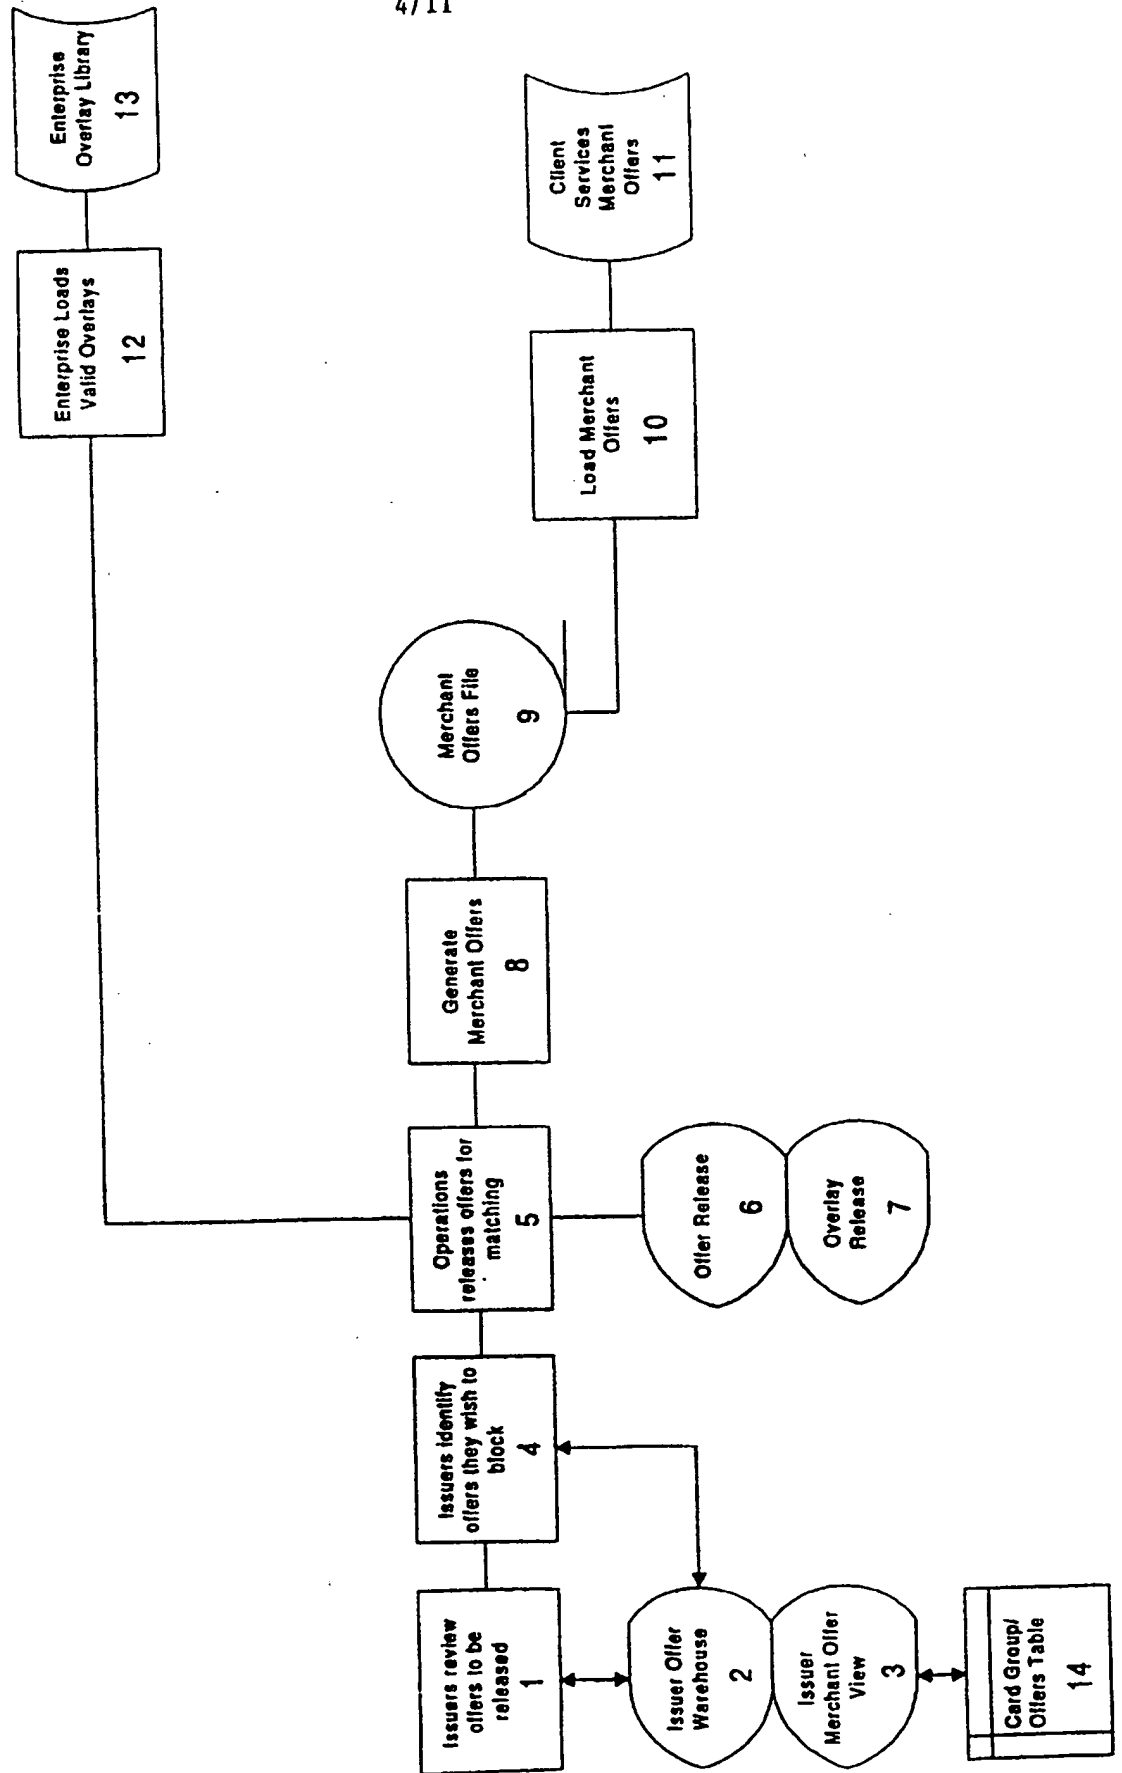 4/11
Issuers review
offers to be
released
1
Issuer Offer
Warehouse
2
Issuer
Merchant Offer
View
3
Card Group/
Offers Table
14
Issuers identify
offers they wish to
block
4
Operations
releases offers for
matching
5
Offer Release
6
Overlay
Release
7
Generate
Merchant Offers
8
Merchant
Offers File
9
Load Merchant
Offers
10
Client
Services
Merchant
Offers
11
Enterprise Loads
Valid Overlays
12
Enterprise
Overlay Library
13